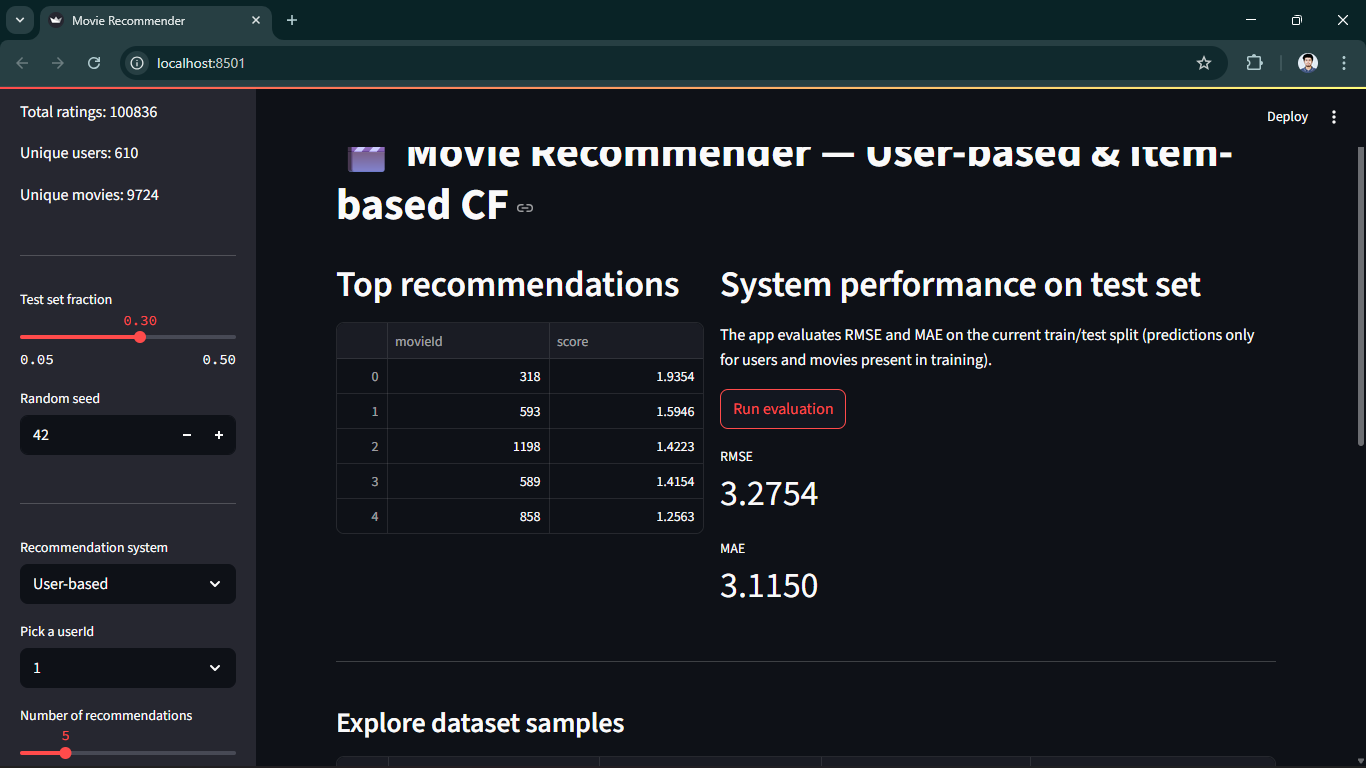 Movie Recommender
localhost:8501
Total ratings: 100836
Unique users: 610
Unique movies: 9724
Test set fraction
0.30
0.05 0.50
Random seed
42
Recommendation system
User-based
Pick a userId
1
Number of recommendations
5
Deploy
Movie Recommender — User-based & Item-
based CF
Top recommendations
movieId score
0 318 1.9354
1 593 1.5946
2 1198 1.4223
3 589 1.4154
4 858 1.2563
System performance on test set
The app evaluates RMSE and MAE on the current train/test split (predictions only
for users and movies present in training).
Run evaluation
RMSE
3.2754
MAE
3.1150
Explore dataset samples